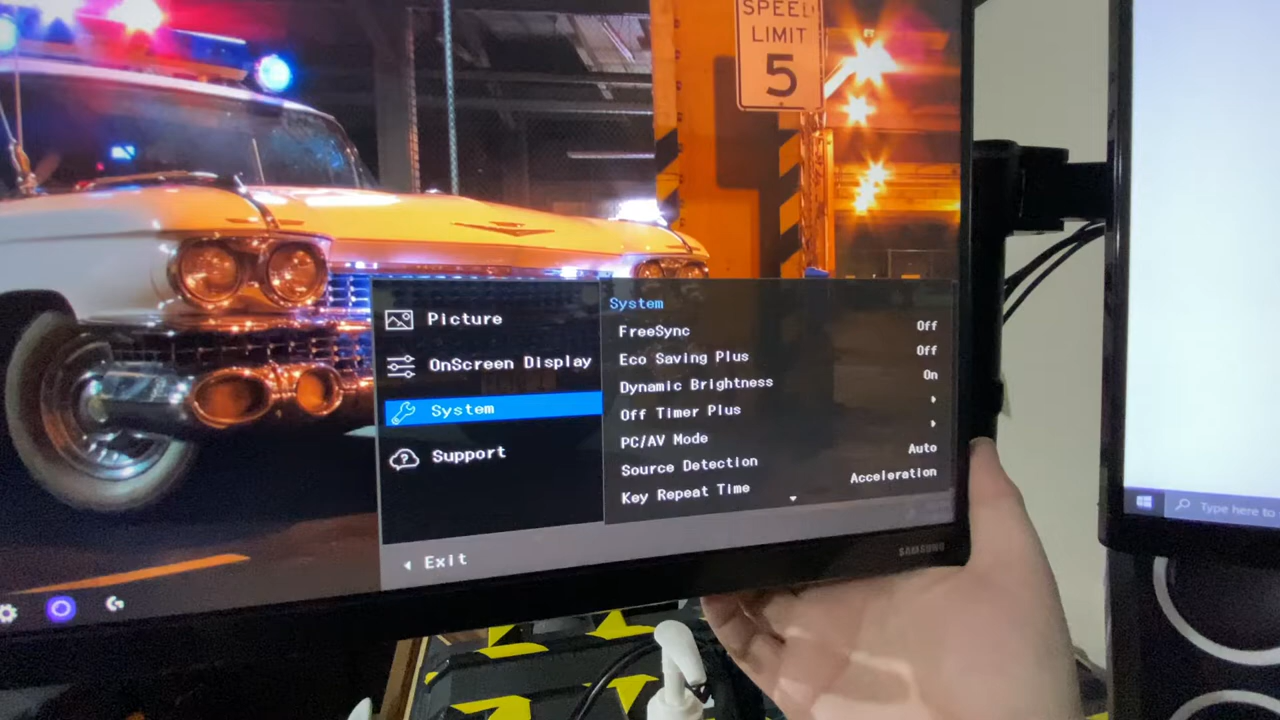 SPEED
LIMIT
5
Picture
OnScreen Display
System
Support
Exit
System
FreeSync Off
Eco Saving Plus Off
Dynamic Brightness On
Off Timer Plus
PC/AV Mode
Source Detection Auto
Key Repeat Time Acceleration
SAMSUNG
Type here to